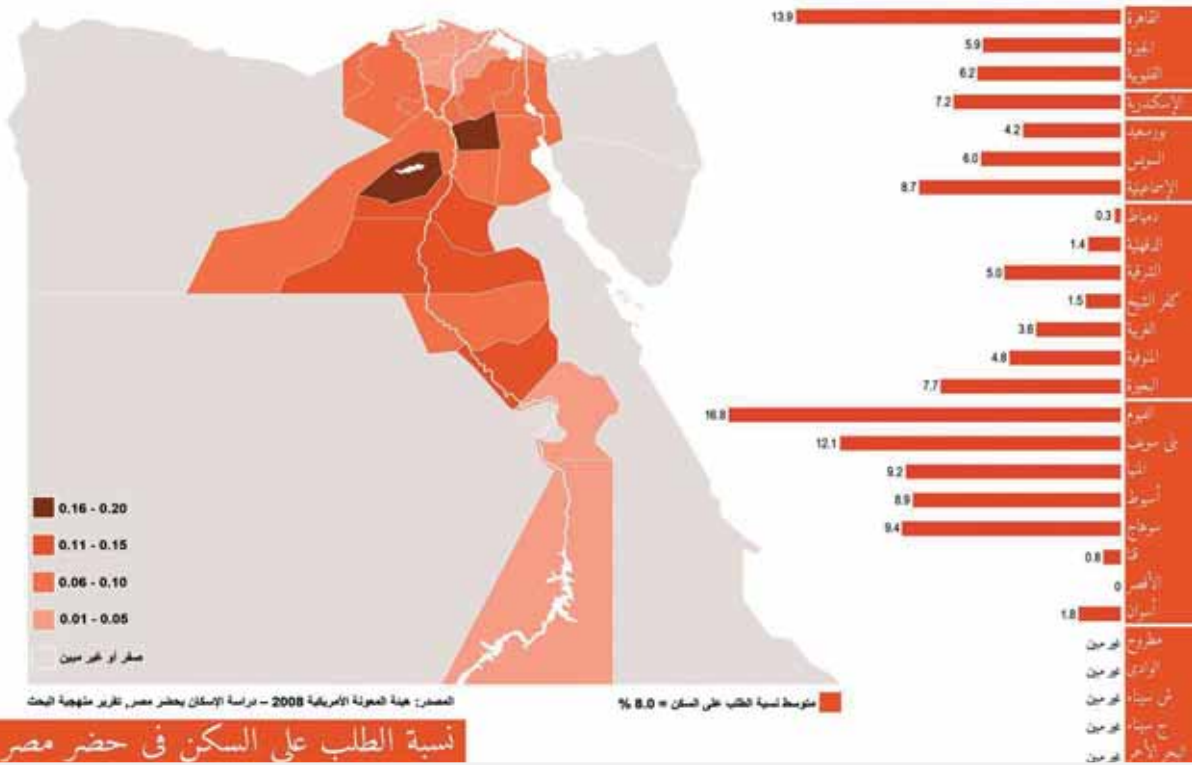 القاهرة 13.9
الجيزة 5.9
القليوبية 6.2
الإسكندرية 7.2
بورسعيد 4.2
السويس 6.0
الإسماعيلية 8.7
دمياط 0.3
الدقهلية 1.4
الشرقية 5.0
كفر الشيخ 1.5
الغربية 3.6
المنوفية 4.8
البحيرة 7.7
الفيوم 16.8
بنى سويف 12.1
المنيا 9.2
أسيوط 8.9
سوهاج 9.4
قنا 0.8
الأقصر 0
أسوان 1.8
مطروح غير مبين
الوادى غير مبين
ش سيناء غير مبين
ج سيناء غير مبين
البحر الأحمر غير مبين
0.16 - 0.20
0.11 - 0.15
0.06 - 0.10
0.01 - 0.05
صفر أو غير مبين
متوسط نسبة الطلب على السكن = 8.0 %
المصدر: هيئة المعونة الأمريكية 2008 – دراسة الإسكان بحضر مصر, تقرير منهجية البحث
نسبة الطلب على السكن فى حضر مصر